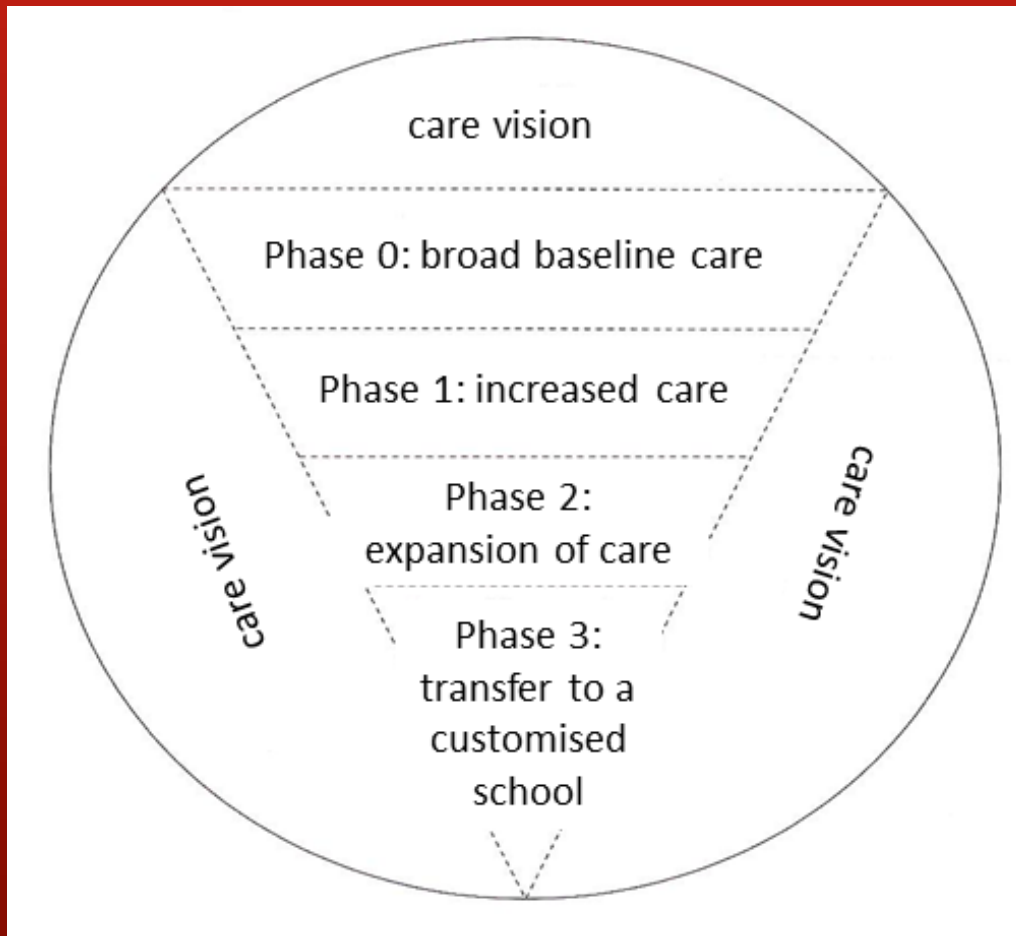 care vision
Phase 0: broad baseline care
Phase 1: increased care
Phase 2:
expansion of care
care vision
care vision
Phase 3:
transfer to a
customised
school